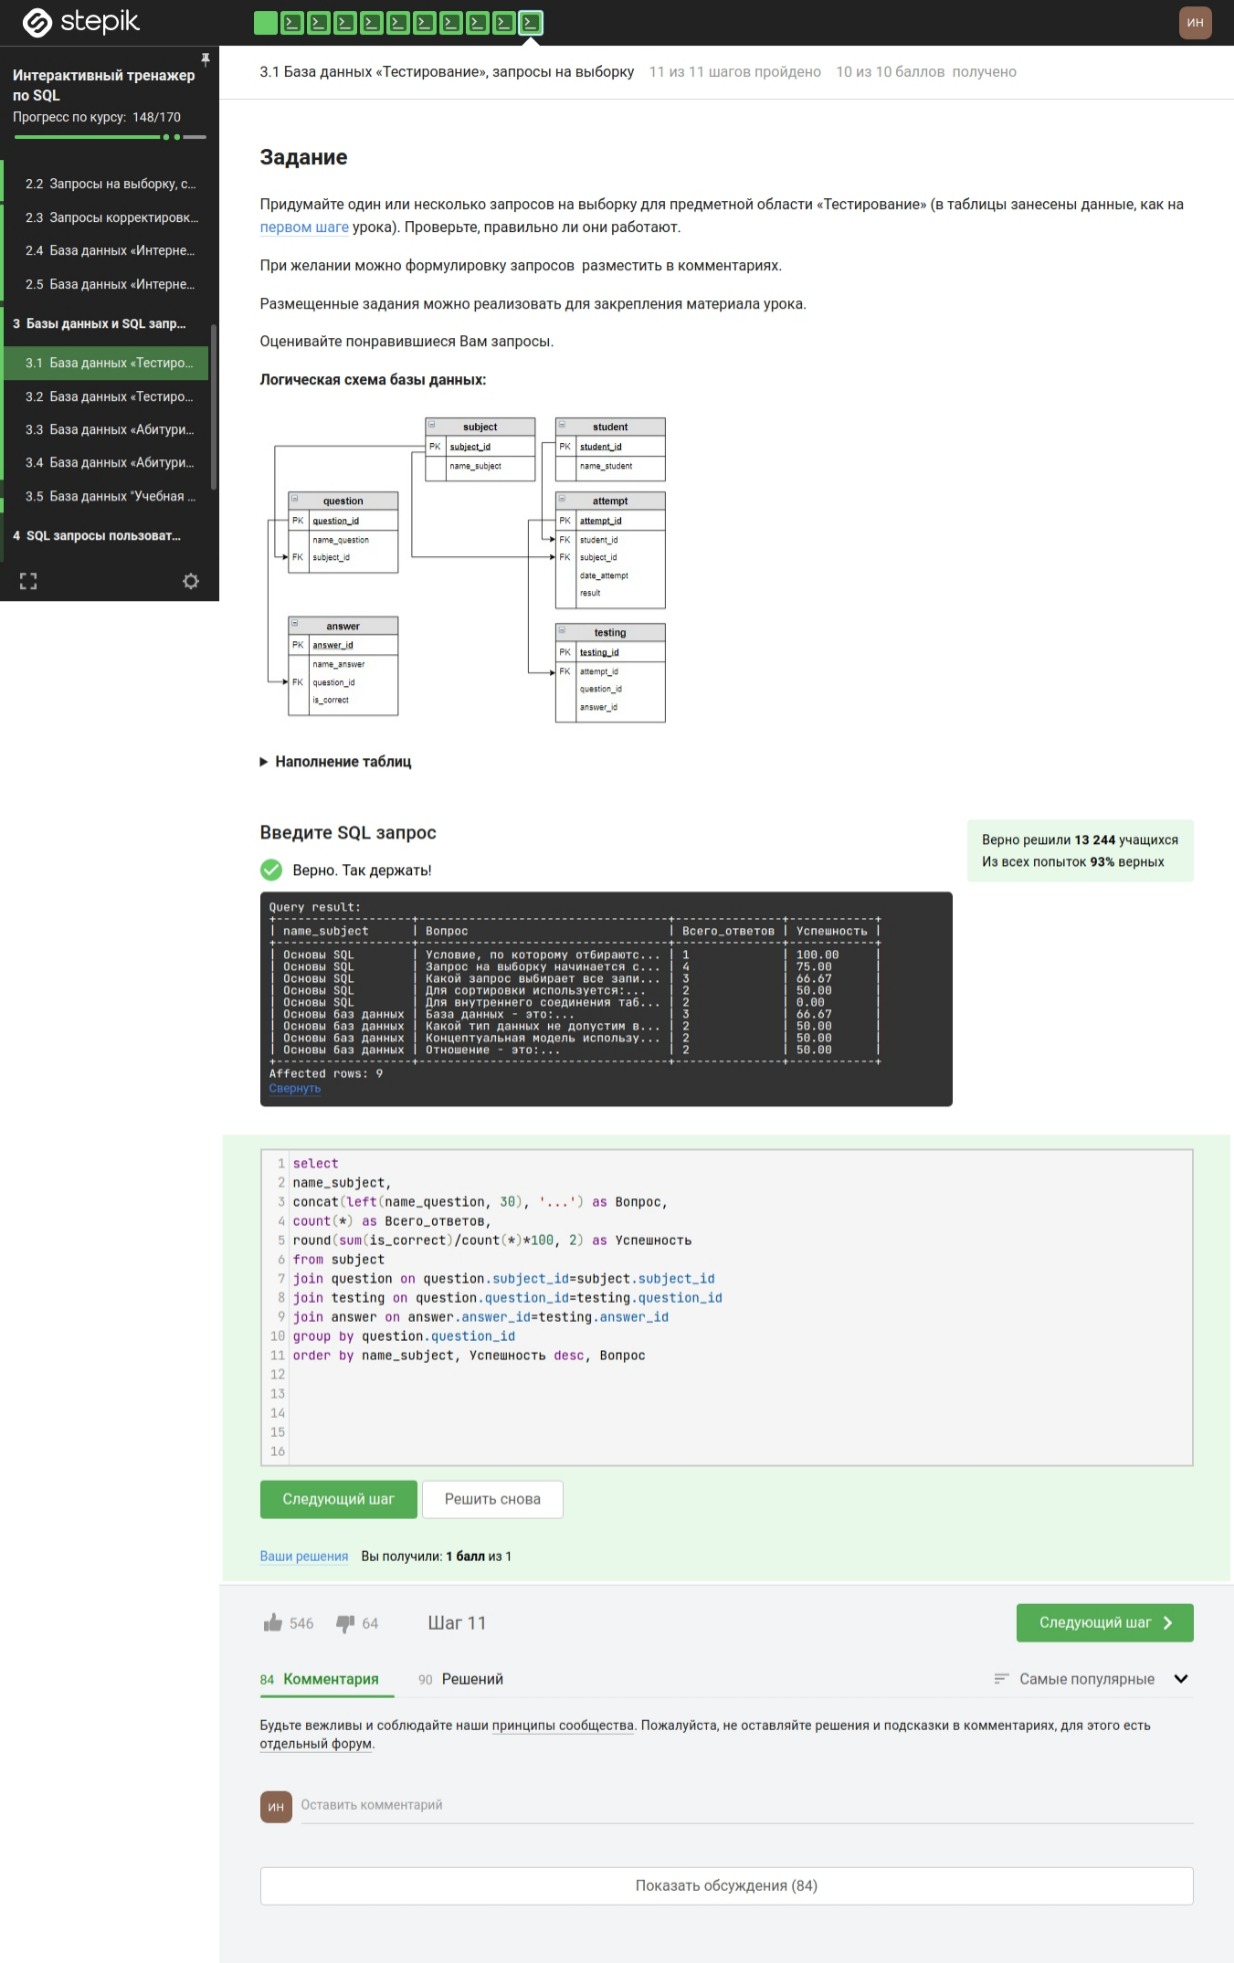 stepik
ИН
Интерактивный тренажер
по SQL
Прогресс по курсу: 148/170
2.2 Запросы на выборку, с...
2.3 Запросы корректировк...
2.4 База данных «Интерне...
2.5 База данных «Интерне...
3 Базы данных и SQL запр...
3.1 База данных «Тестиро...
3.2 База данных «Тестиро...
3.3 База данных «Абитури...
3.4 База данных «Абитури...
3.5 База данных "Учебная ...
4 SQL запросы пользоват...
3.1 База данных «Тестирование», запросы на выборку 11 из 11 шагов пройдено 10 из 10 баллов получено
Задание
Придумайте один или несколько запросов на выборку для предметной области «Тестирование» (в таблицы занесены данные, как на
первом шаге урока). Проверьте, правильно ли они работают.
При желании можно формулировку запросов размещить в комментариях.
Размещенные задания можно реализовать для закрепления материала урока.
Оценивайте понравившиеся Вам запросы.
Логическая схема базы данных:
subject
PK subject_id
name_subject
student
PK student_id
name_student
question
PK question_id
name_question
FK subject_id
attempt
PK attempt_id
FK student_id
FK subject_id
date_attempt
result
answer
PK answer_id
name_answer
FK question_id
is_correct
testing
PK testing_id
FK attempt_id
question_id
answer_id
Наполнение таблиц
Введите SQL запрос
Верно. Так держать!
Верно решили 13 244 учащихся
Из всех попыток 93% верных
Query result:
+-------------------+-----------------------------------+---------------+------------+
| name_subject | Вопрос | Всего_ответов | Успешность |
+-------------------+-----------------------------------+---------------+------------+
| Основы SQL | Условие, по которому отбираютс... | 1 | 100.00 |
| Основы SQL | Запрос на выборку начинается с... | 4 | 75.00 |
| Основы SQL | Какой запрос выбирает все запи... | 3 | 66.67 |
| Основы SQL | Для сортировки используется:... | 2 | 50.00 |
| Основы SQL | Для внутреннего соединения таб... | 2 | 0.00 |
| Основы баз данных | База данных - это:... | 3 | 66.67 |
| Основы баз данных | Какой тип данных не допустим в... | 2 | 50.00 |
| Основы баз данных | Концептуальная модель использу... | 2 | 50.00 |
| Основы баз данных | Отношение - это:... | 2 | 50.00 |
+-------------------+-----------------------------------+---------------+------------+
Affected rows: 9
Свернуть
1 select
2 name_subject,
3 concat(left(name_question, 30), '...') as Вопрос,
4 count(*) as Всего_ответов,
5 round(sum(is_correct)/count(*)*100, 2) as Успешность
6 from subject
7 join question on question.subject_id=subject.subject_id
8 join testing on question.question_id=testing.question_id
9 join answer on answer.answer_id=testing.answer_id
10 group by question.question_id
11 order by name_subject, Успешность desc, Вопрос
12
13
14
15
16
Следующий шаг Решить снова
Ваши решения Вы получили: 1 балл из 1
546 64 Шаг 11 Следующий шаг
84 Комментария 90 Решений Самые популярные
Будьте вежливы и соблюдайте наши принципы сообщества. Пожалуйста, не оставляйте решения и подсказки в комментариях, для этого есть
отдельный форум.
ИН Оставить комментарий
Показать обсуждения (84)